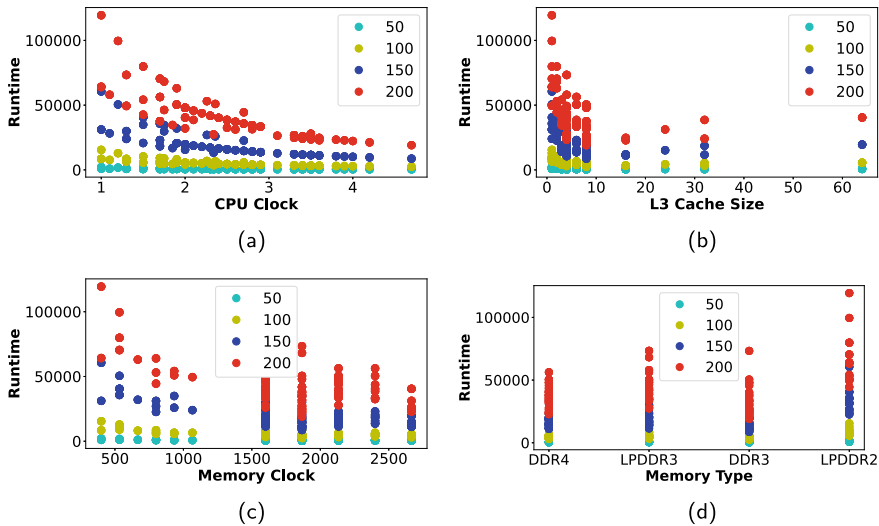 50
100
150
200
100000
50000
0
Runtime
1 2 3 4
CPU Clock
(a)
50
100
150
200
100000
50000
0
Runtime
0 10 20 30 40 50 60
L3 Cache Size
(b)
50
100
150
200
100000
50000
0
Runtime
500 1000 1500 2000 2500
Memory Clock
(c)
50
100
150
200
100000
50000
0
Runtime
DDR4 LPDDR3 DDR3 LPDDR2
Memory Type
(d)